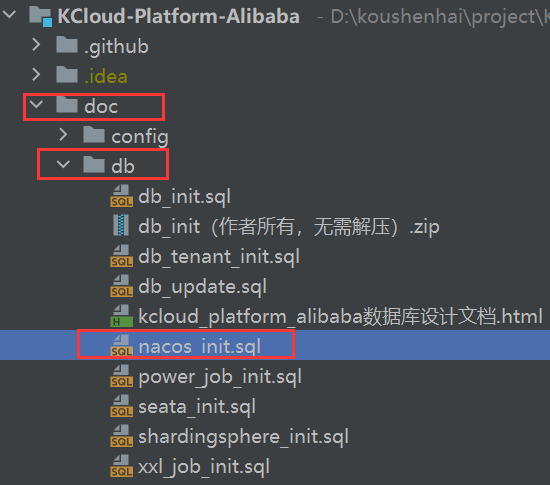 KCloud-Platform-Alibaba - D:\koushenhai\project\K
.github
.idea
doc
config
db
SQL db_init.sql
db_init（作者所有，无需解压）.zip
SQL db_tenant_init.sql
SQL db_update.sql
H kcloud_platform_alibaba数据库设计文档.html
SQL nacos_init.sql
SQL power_job_init.sql
SQL seata_init.sql
SQL shardingsphere_init.sql
SQL xxl_job_init.sql